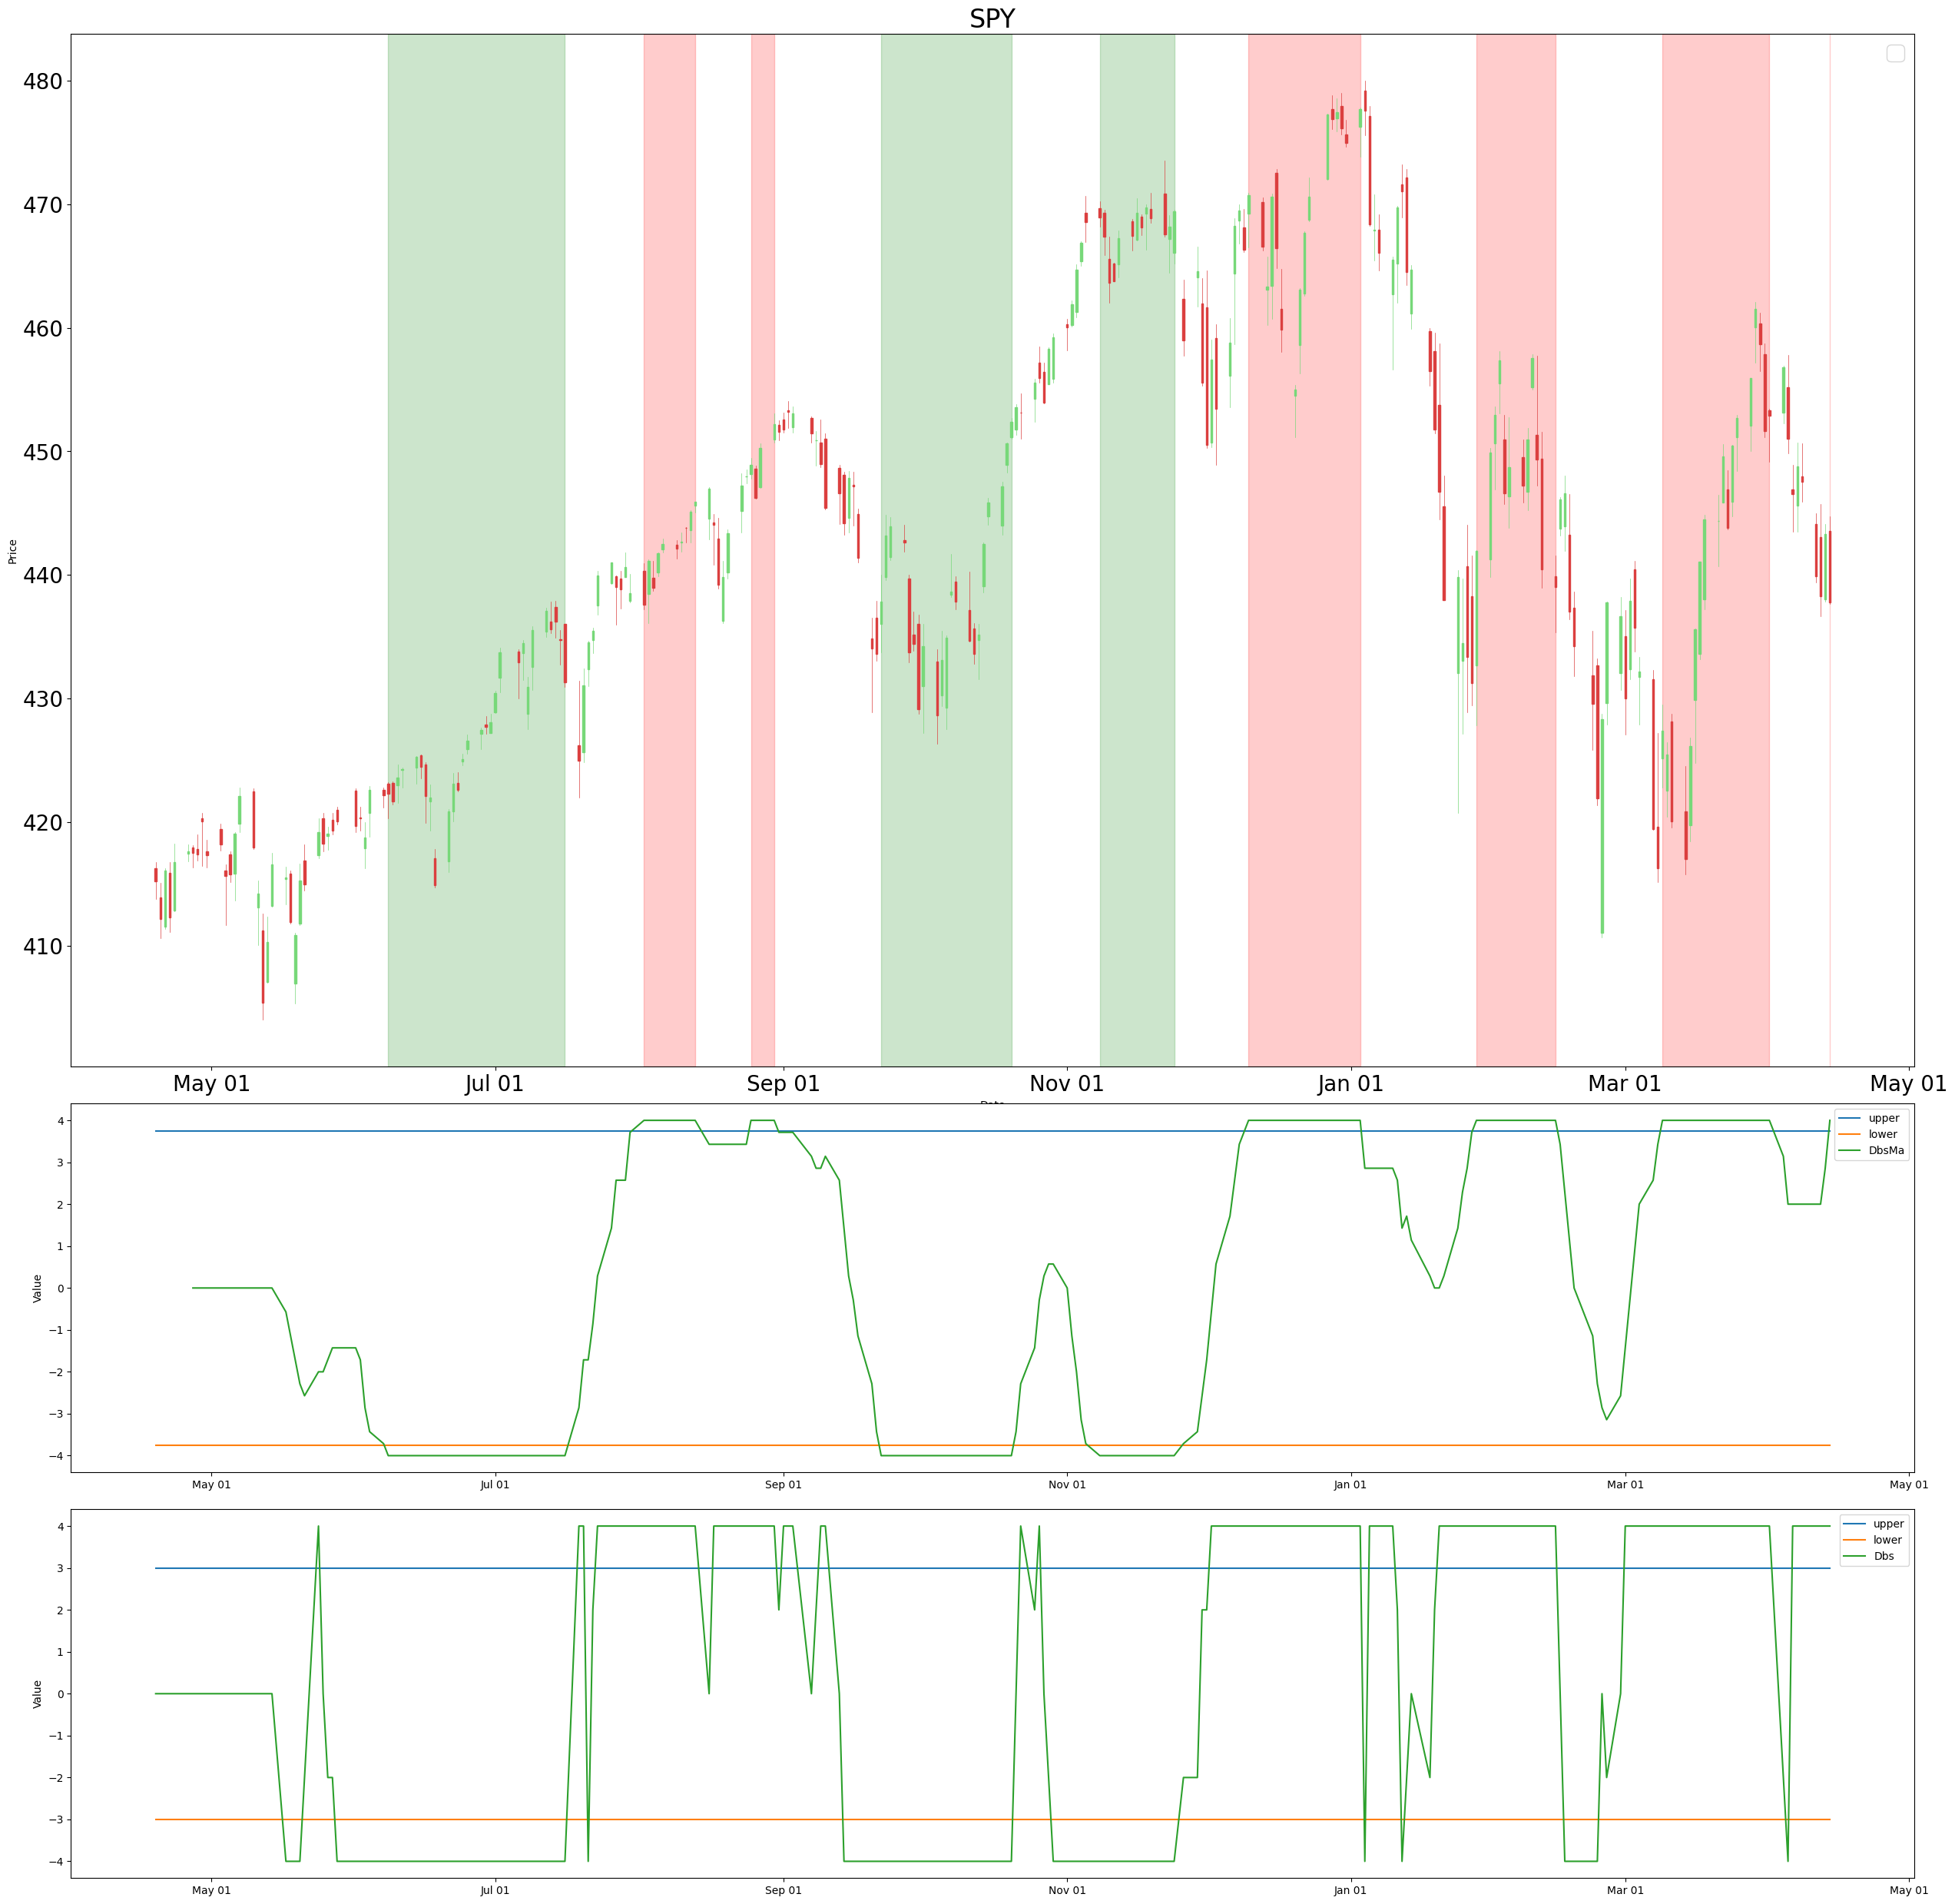 SPY
480
470
460
450
440
430
420
410
Price
May 01
Jul 01
Sep 01
Nov 01
Jan 01
Mar 01
May 01
4
3
2
1
0
−1
−2
−3
−4
Value
upper
lower
DbsMa
May 01
Jul 01
Sep 01
Nov 01
Jan 01
Mar 01
May 01
4
3
2
1
0
−1
−2
−3
−4
Value
upper
lower
Dbs
May 01
Jul 01
Sep 01
Nov 01
Jan 01
Mar 01
May 01